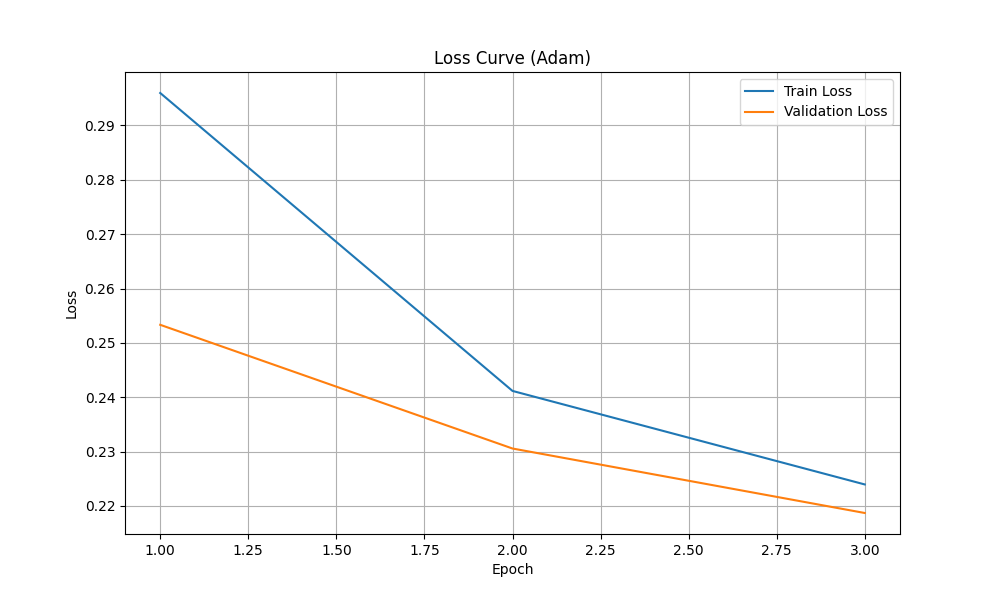 Loss Curve (Adam)
Train Loss
Validation Loss
Loss
0.29
0.28
0.27
0.26
0.25
0.24
0.23
0.22
1.00 1.25 1.50 1.75 2.00 2.25 2.50 2.75 3.00
Epoch